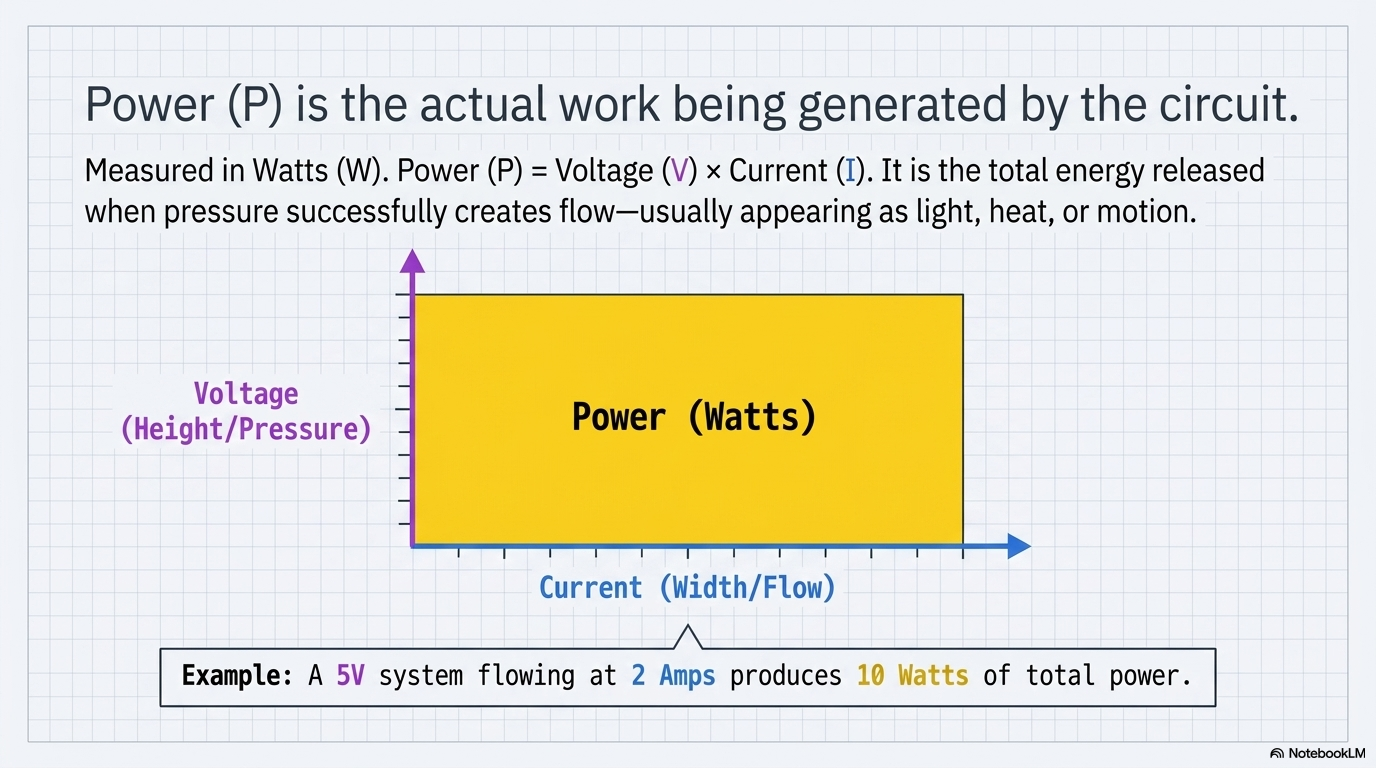 Power (P) is the actual work being generated by the circuit.
Measured in Watts (W). Power (P) = Voltage (V) × Current (I). It is the total energy released
when pressure successfully creates flow—usually appearing as light, heat, or motion.
Voltage
(Height/Pressure)
Power (Watts)
Current (Width/Flow)
Example: A 5V system flowing at 2 Amps produces 10 Watts of total power.
NotebookLM